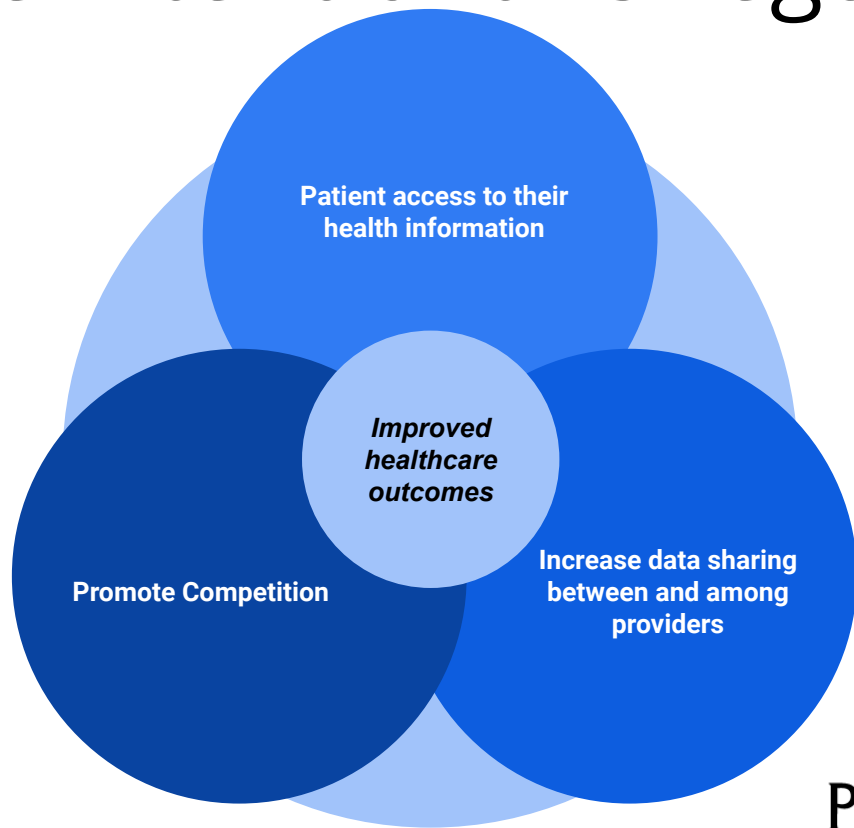 Patient access to their
health information
Improved
healthcare
outcomes
Promote Competition
Increase data sharing
between and among
providers
P